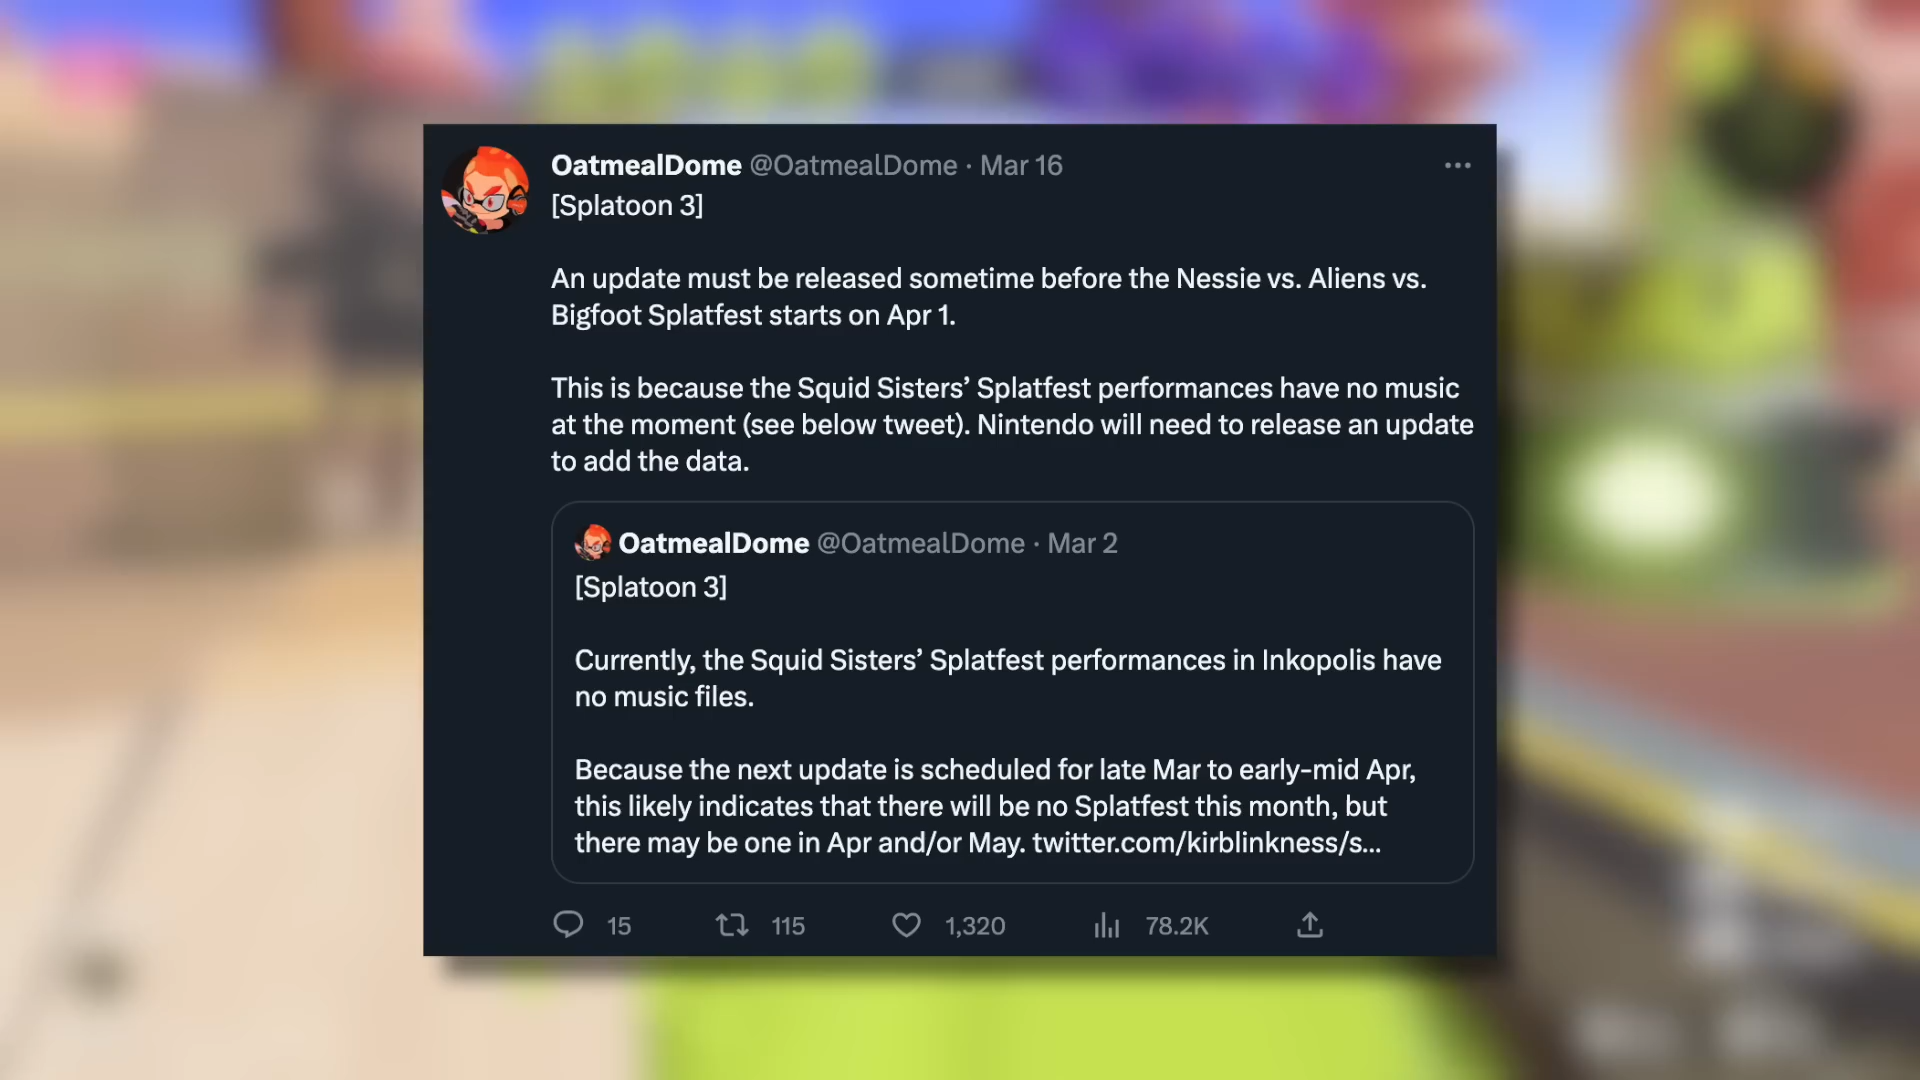 OatmealDome @OatmealDome · Mar 16
[Splatoon 3]
An update must be released sometime before the Nessie vs. Aliens vs.
Bigfoot Splatfest starts on Apr 1.
This is because the Squid Sisters’ Splatfest performances have no music
at the moment (see below tweet). Nintendo will need to release an update
to add the data.
OatmealDome @OatmealDome · Mar 2
[Splatoon 3]
Currently, the Squid Sisters’ Splatfest performances in Inkopolis have
no music files.
Because the next update is scheduled for late Mar to early-mid Apr,
this likely indicates that there will be no Splatfest this month, but
there may be one in Apr and/or May. twitter.com/kirblinkness/s...
15 115 1,320 78.2K